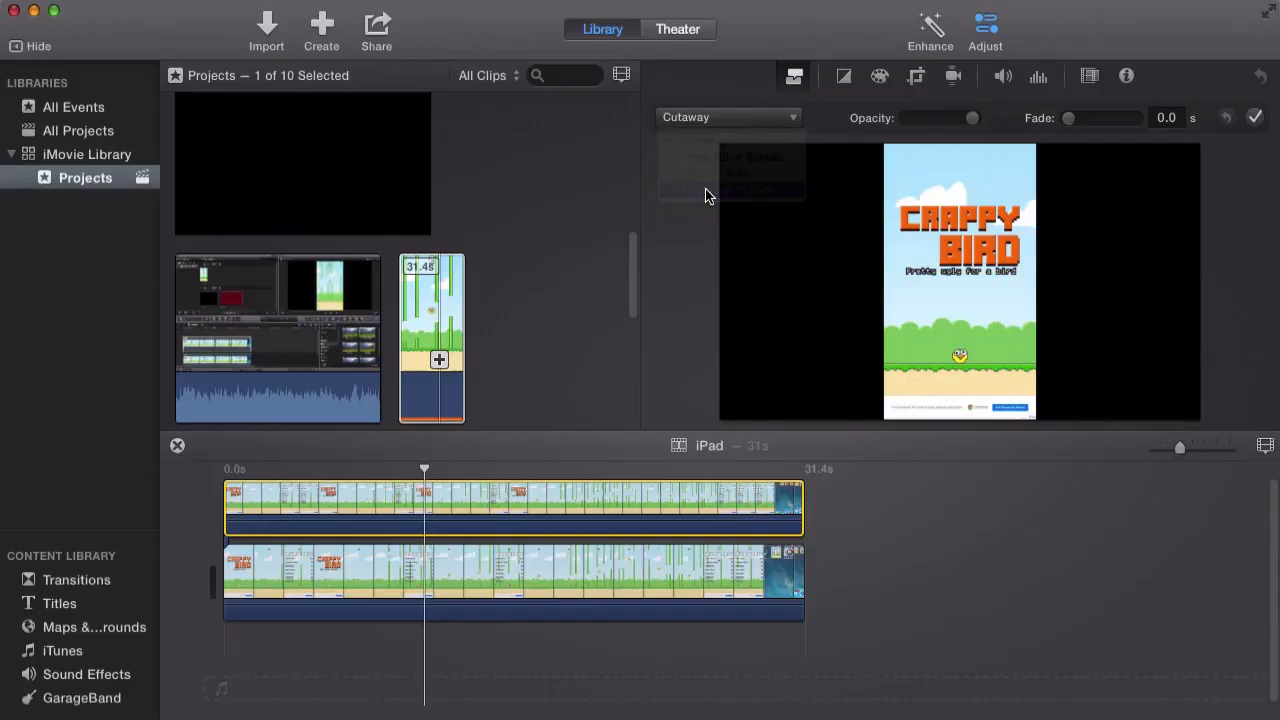 Import
Create
Share
Library
Theater
Enhance
Adjust
Hide
LIBRARIES
All Events
All Projects
iMovie Library
Projects
Projects — 1 of 10 Selected
All Clips
31.4s
Cutaway
Opacity:
Fade:
0.0
s
CRAPPY
BIRD
Pretty ugly for a bird
iPad — 31s
0.0s
31.4s
CONTENT LIBRARY
Transitions
Titles
Maps &...rounds
iTunes
Sound Effects
GarageBand